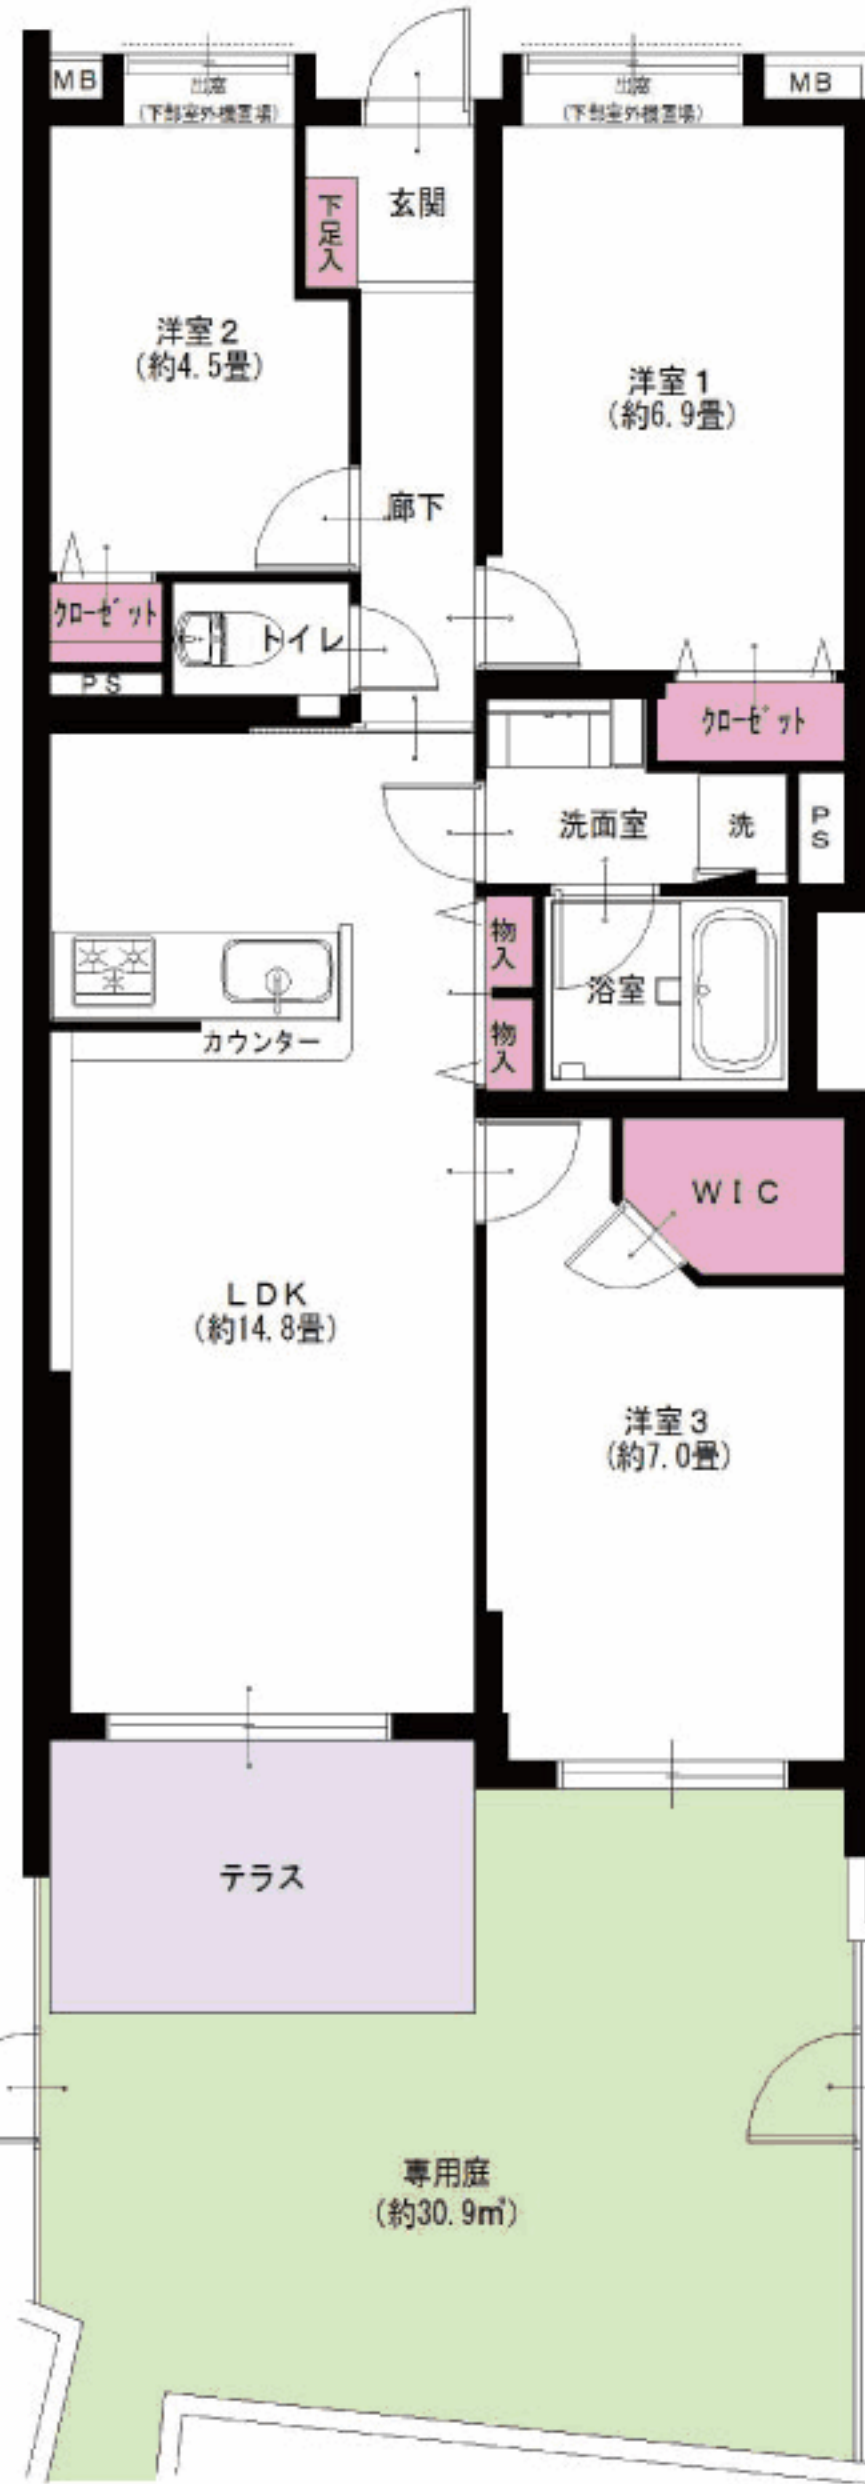 MB
出窓
(下部室外機置場)
出窓
(下部室外機置場)
MB
玄関
下足入
洋室2
(約4.5畳)
洋室1
(約6.9畳)
廊下
クローゼット
トイレ
PS
クローゼット
洗面室
洗
PS
物入
浴室
物入
カウンター
WIC
LDK
(約14.8畳)
洋室3
(約7.0畳)
テラス
専用庭
(約30.9㎡)